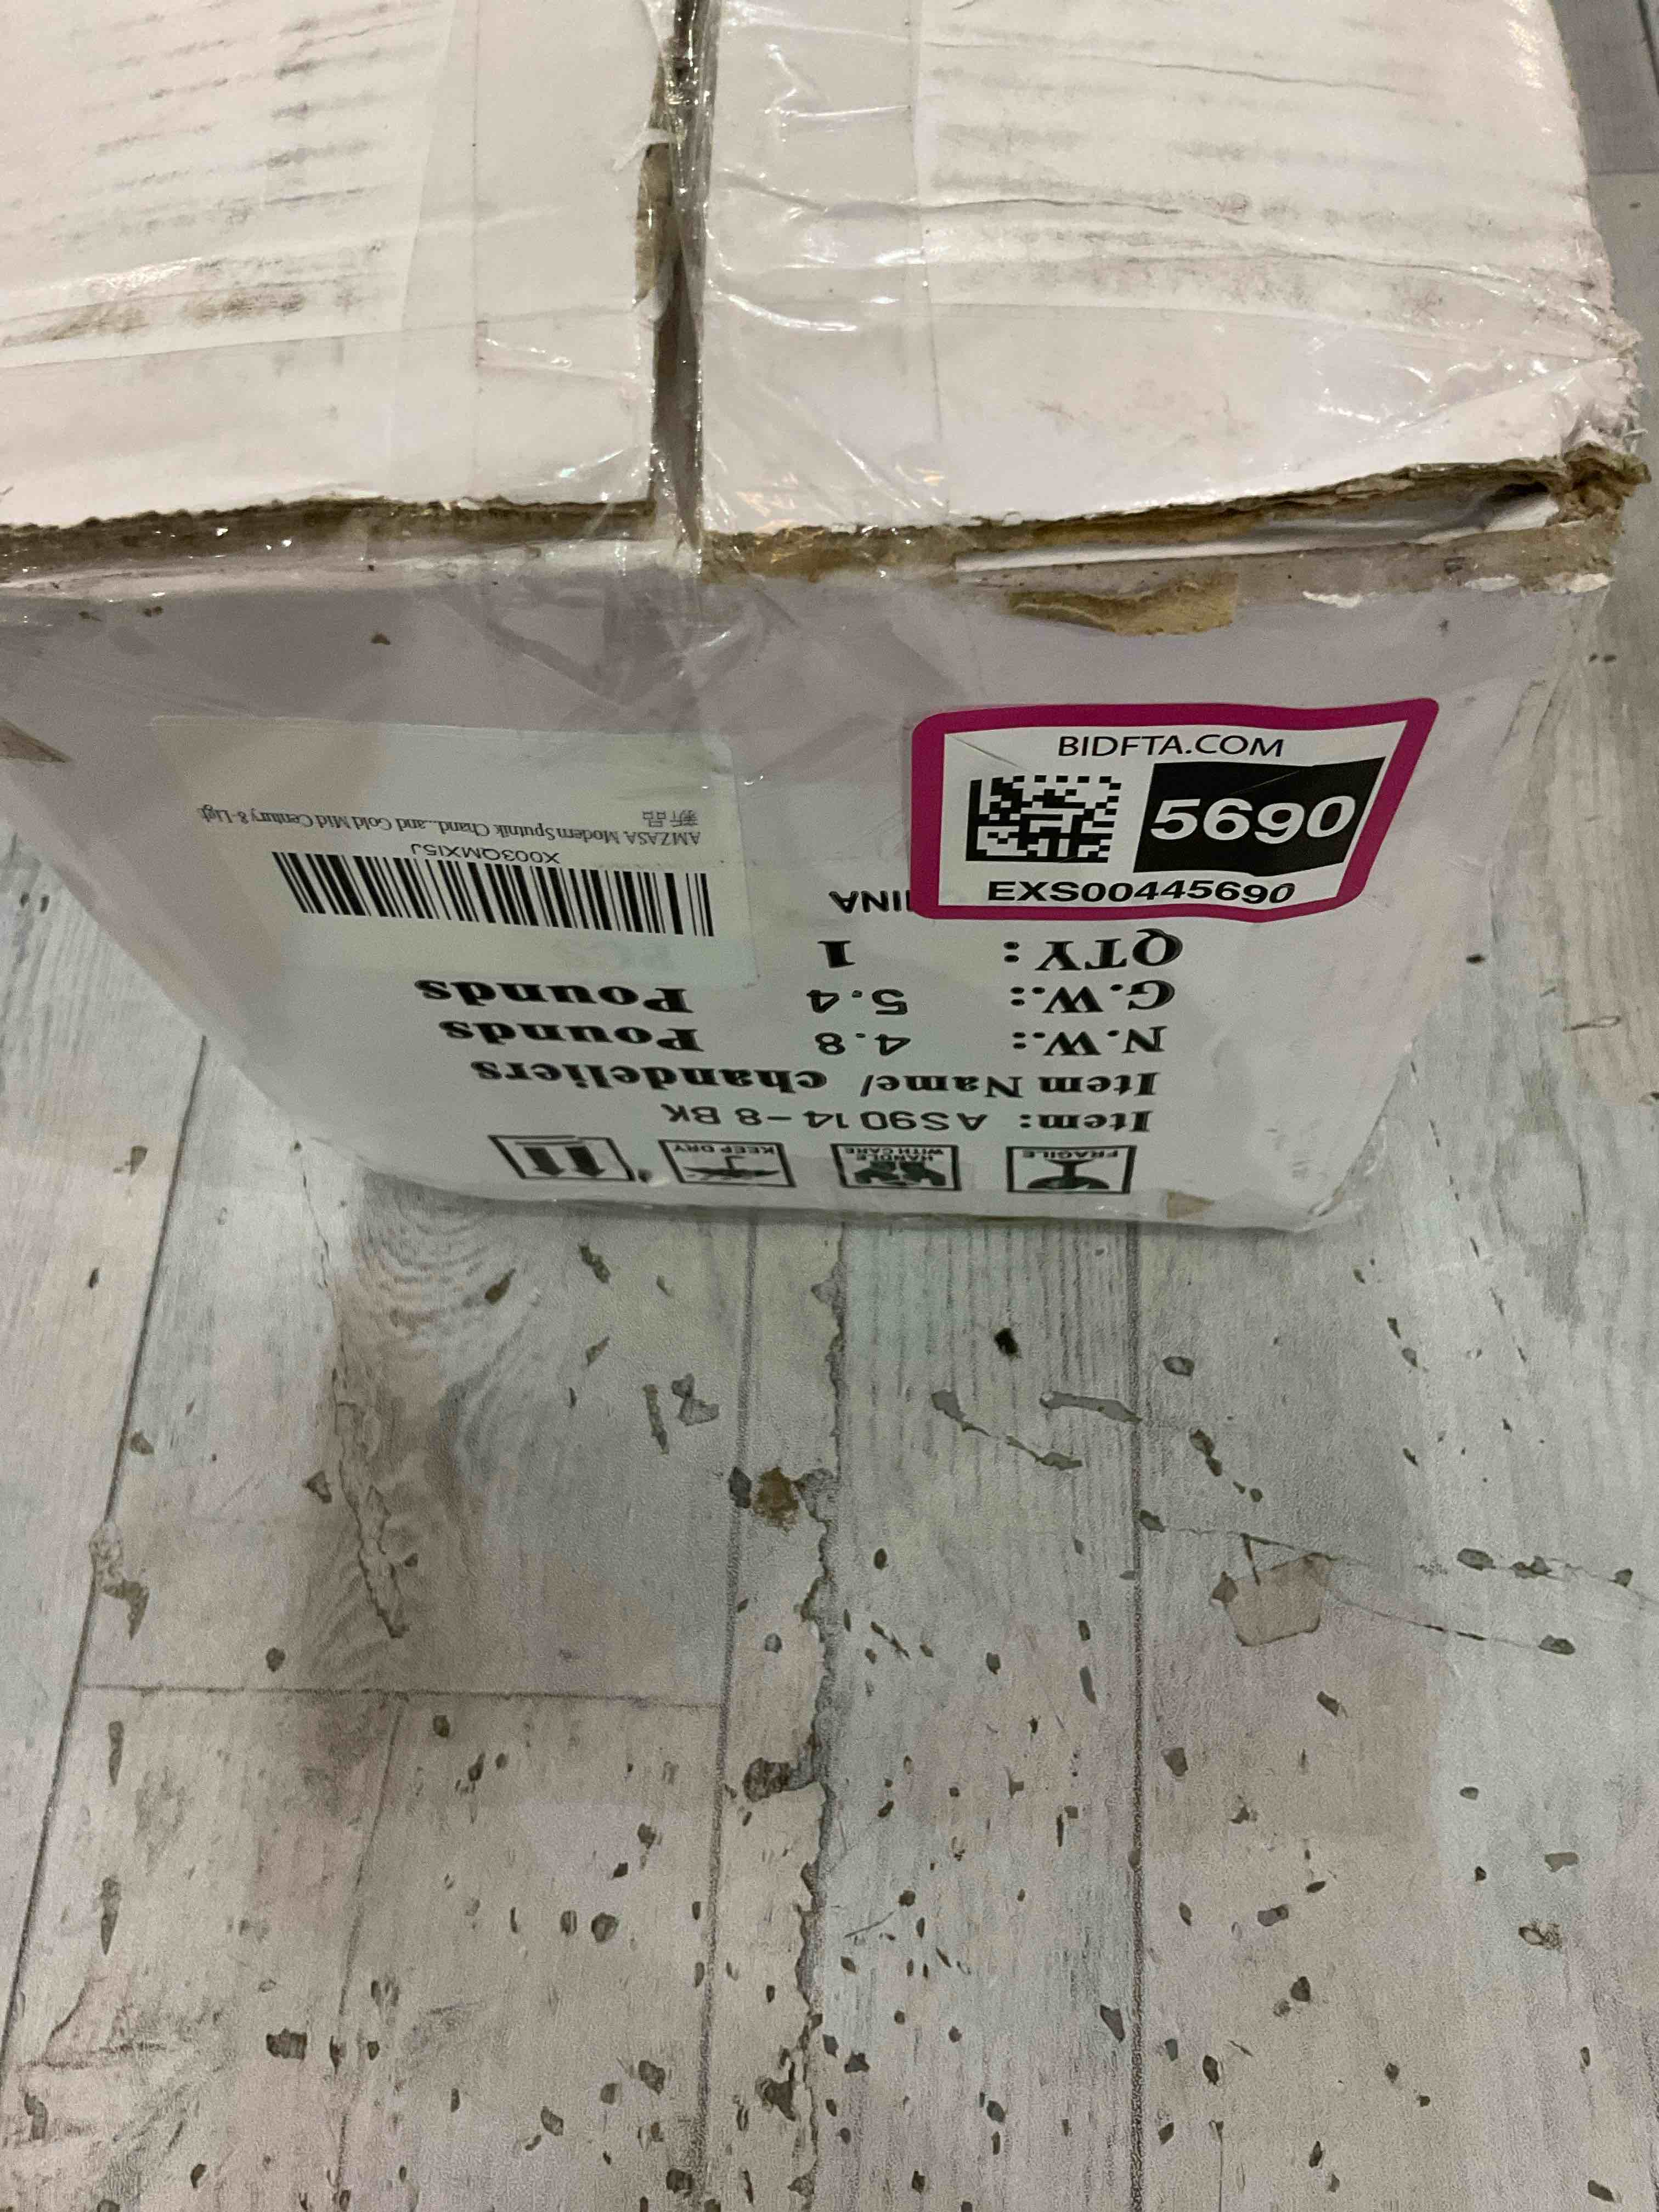 BIDFTA.COM
5690
EXS00445690
FRAGILE
HANDLE WITH CARE
KEEP DRY
Item: AS9014-8 BK
Item Name/ chandeliers
N.W.: 4.8 Pounds
G.W.: 5.4 Pounds
QTY: 1
INA
X003QMXI5J
AMZASA Modern Sputnik Chand...and Gold Mid Century 8-Ligh
新品